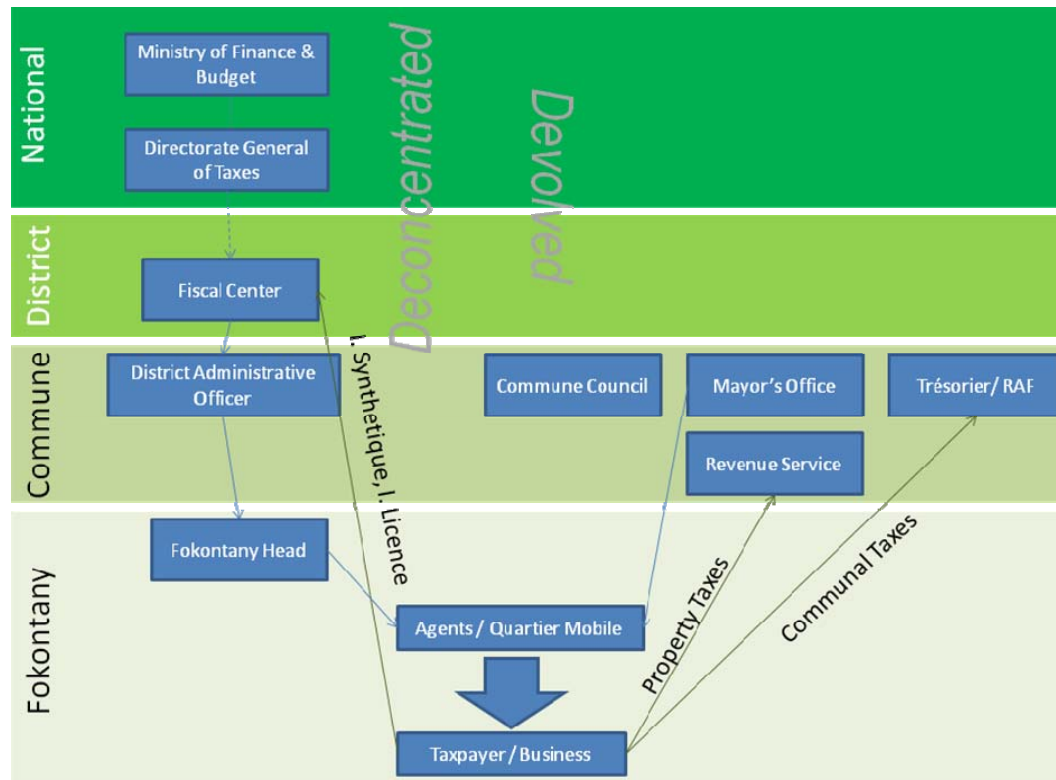 National
Ministry of Finance &
Budget
Directorate General
of Taxes
Deconcentrated
Devolved
District
Fiscal Center
Commune
District Administrative
Officer
I. Synthetique, I. Licence
Commune Council
Mayor's Office
Trésorier/ RAF
Revenue Service
Fokontany
Fokontany Head
Agents / Quartier Mobile
Property Taxes
Communal Taxes
Taxpayer / Business